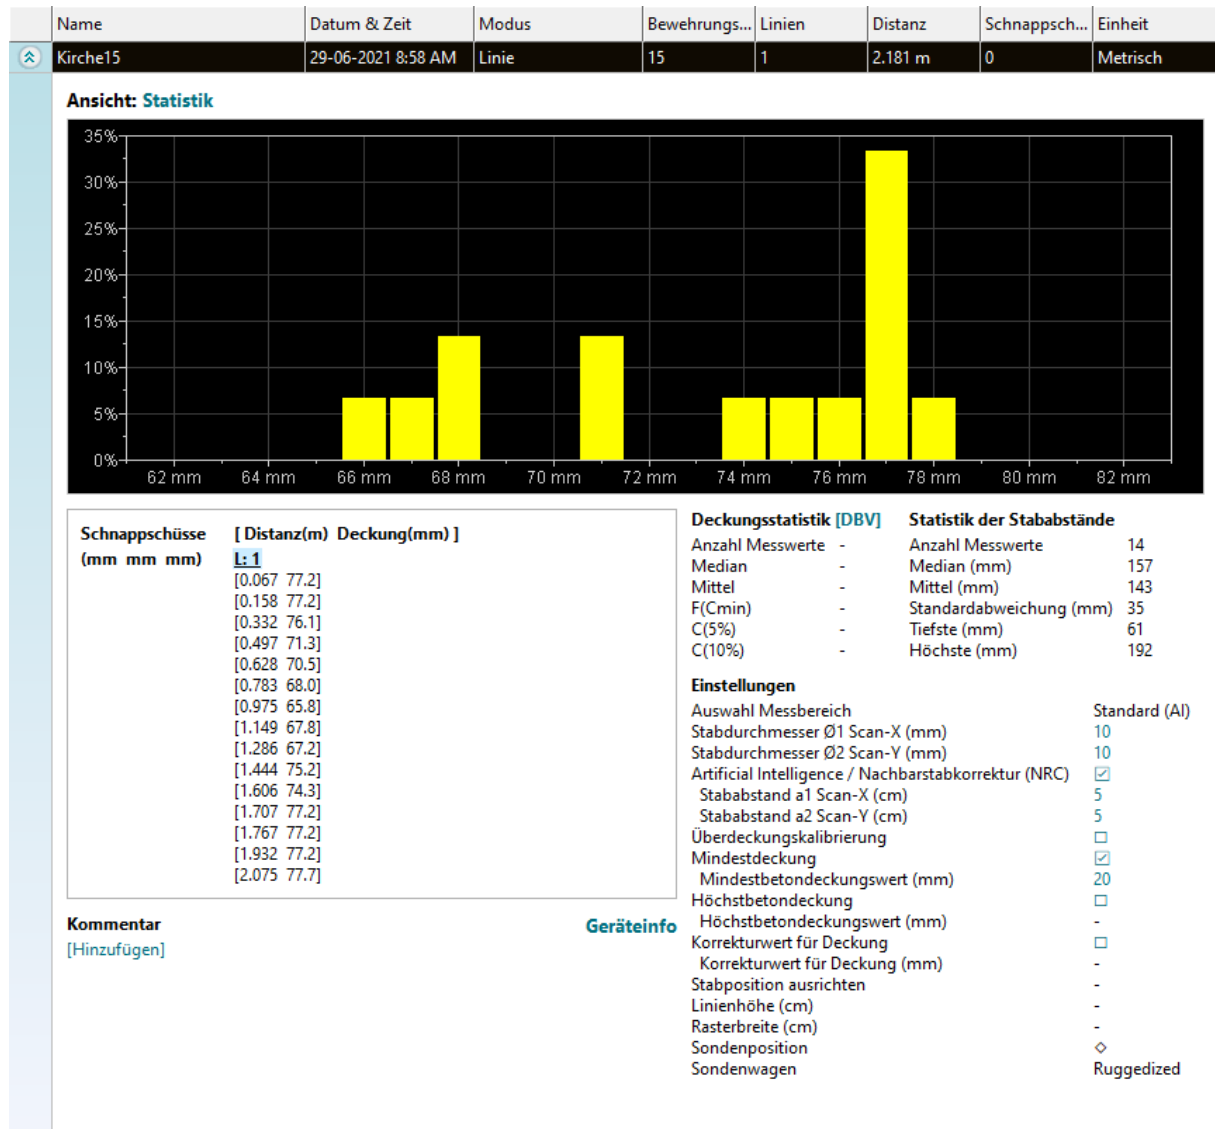 Name Datum & Zeit Modus Bewehrungs... Linien Distanz Schnappsch... Einheit
Kirche15 29-06-2021 8:58 AM Linie 15 1 2.181 m 0 Metrisch
Ansicht: Statistik
35%
30%
25%
20%
15%
10%
5%
0%
62 mm 64 mm 66 mm 68 mm 70 mm 72 mm 74 mm 76 mm 78 mm 80 mm 82 mm
Schnappschüsse [ Distanz(m) Deckung(mm) ]
(mm mm mm) L: 1
[0.067 77.2]
[0.158 77.2]
[0.332 76.1]
[0.497 71.3]
[0.628 70.5]
[0.783 68.0]
[0.975 65.8]
[1.149 67.8]
[1.286 67.2]
[1.444 75.2]
[1.606 74.3]
[1.707 77.2]
[1.767 77.2]
[1.932 77.2]
[2.075 77.7]
Kommentar Geräteinfo
[Hinzufügen]
Deckungsstatistik [DBV] Statistik der Stababstände
Anzahl Messwerte - Anzahl Messwerte 14
Median - Median (mm) 157
Mittel - Mittel (mm) 143
F(Cmin) - Standardabweichung (mm) 35
C(5%) - Tiefste (mm) 61
C(10%) - Höchste (mm) 192
Einstellungen
Auswahl Messbereich Standard (AI)
Stabdurchmesser Ø1 Scan-X (mm) 10
Stabdurchmesser Ø2 Scan-Y (mm) 10
Artificial Intelligence / Nachbarstabkorrektur (NRC) ☑
Stababstand a1 Scan-X (cm) 5
Stababstand a2 Scan-Y (cm) 5
Überdeckungskalibrierung ☐
Mindestdeckung ☑
Mindestbetondeckungswert (mm) 20
Höchstbetondeckung ☐
Höchstbetondeckungswert (mm) -
Korrekturwert für Deckung ☐
Korrekturwert für Deckung (mm) -
Stabposition ausrichten -
Linienhöhe (cm) -
Rasterbreite (cm) -
Sondenposition ◇
Sondenwagen Ruggedized